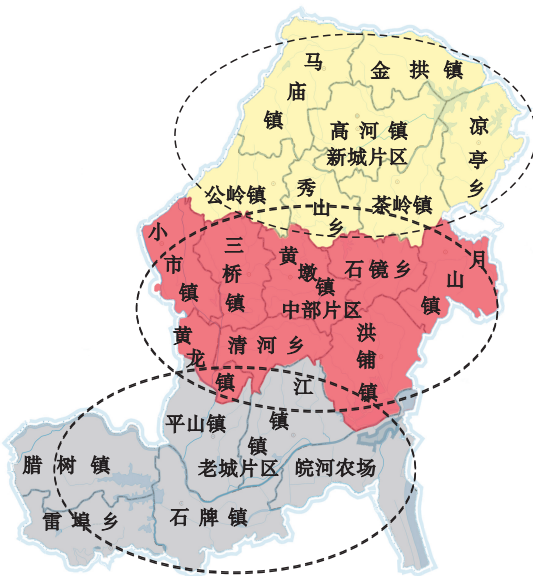 马庙镇
金拱镇
高河镇
新城片区
凉亭乡
公岭镇
秀山乡
茶岭镇
小市镇
三桥镇
黄墩镇
石镜乡
月山镇
中部片区
黄龙镇
清河乡
洪铺镇
江镇镇
平山镇
老城片区
皖河农场
腊树镇
雷埠乡
石牌镇